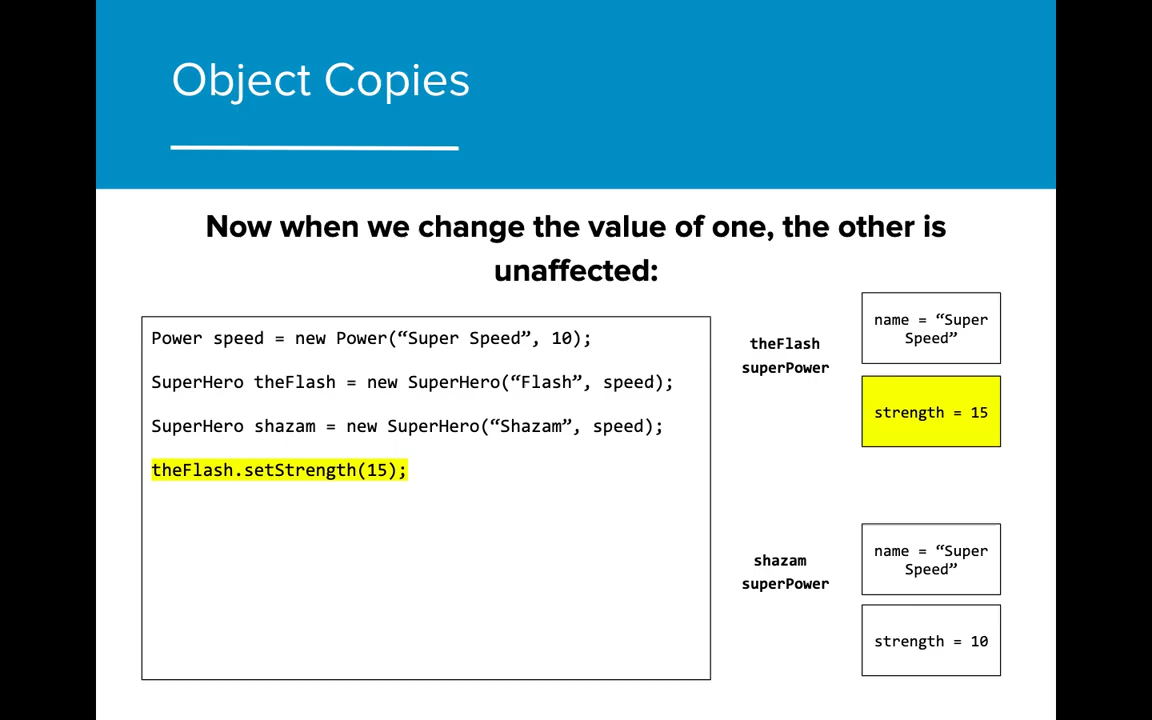 Object Copies
Now when we change the value of one, the other is
unaffected:
Power speed = new Power(“Super Speed”, 10);
SuperHero theFlash = new SuperHero(“Flash”, speed);
SuperHero shazam = new SuperHero(“Shazam”, speed);
theFlash.setStrength(15);
theFlash
superPower
name = “Super
Speed”
strength = 15
shazam
superPower
name = “Super
Speed”
strength = 10